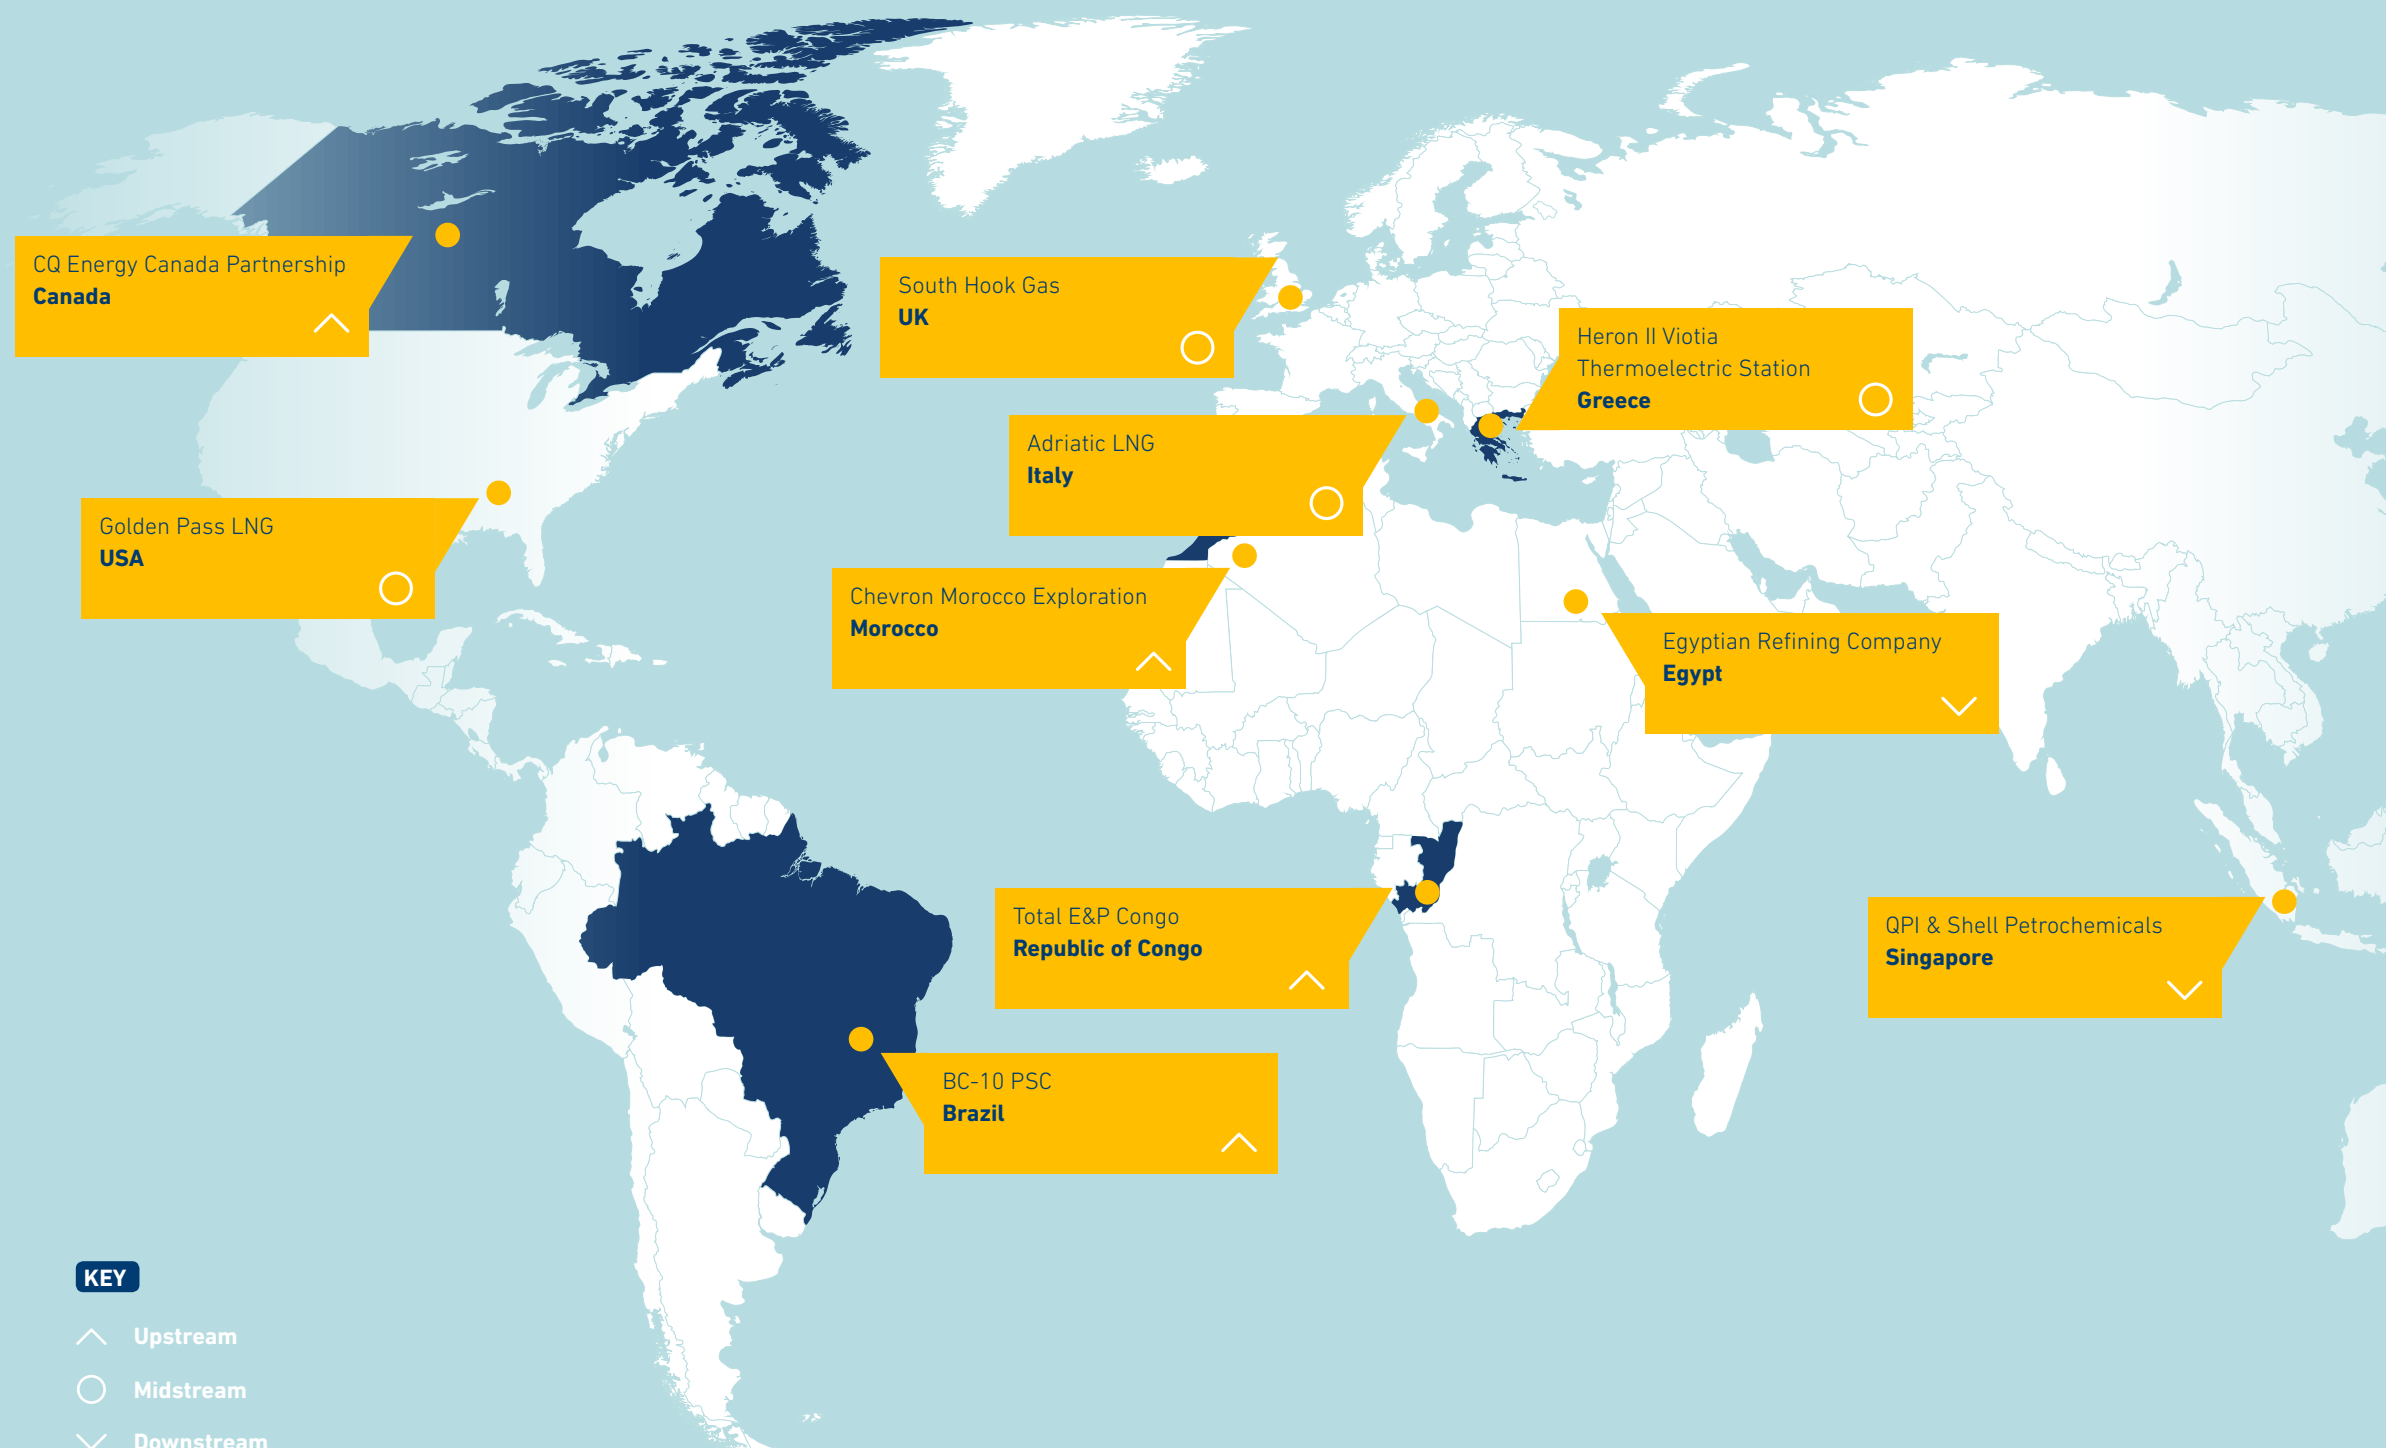 CQ Energy Canada Partnership
Canada
South Hook Gas
UK
Heron II Viotia
Thermoelectric Station
Greece
Adriatic LNG
Italy
Golden Pass LNG
USA
Chevron Morocco Exploration
Morocco
Egyptian Refining Company
Egypt
Total E&P Congo
Republic of Congo
QPI & Shell Petrochemicals
Singapore
BC-10 PSC
Brazil
KEY
Upstream
Midstream
Downstream